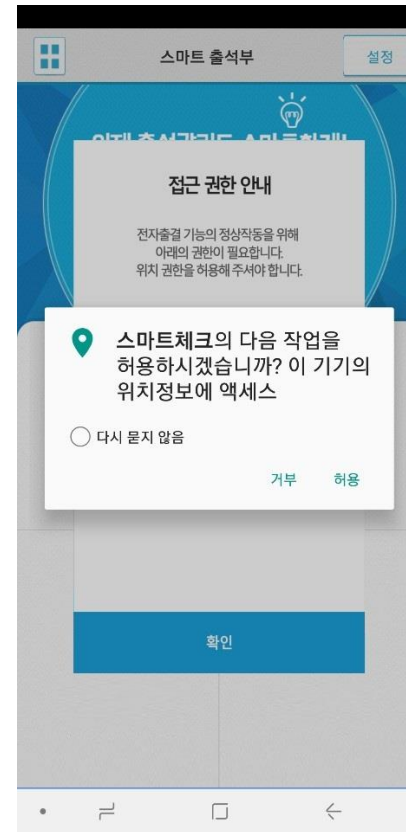 스마트 출석부
설정
접근 권한 안내
전자출결 기능의 정상작동을 위해
아래의 권한이 필요합니다.
위치 권한을 허용해 주셔야 합니다.
스마트체크의 다음 작업을
허용하시겠습니까? 이 기기의
위치정보에 액세스
다시 묻지 않음
거부
허용
확인